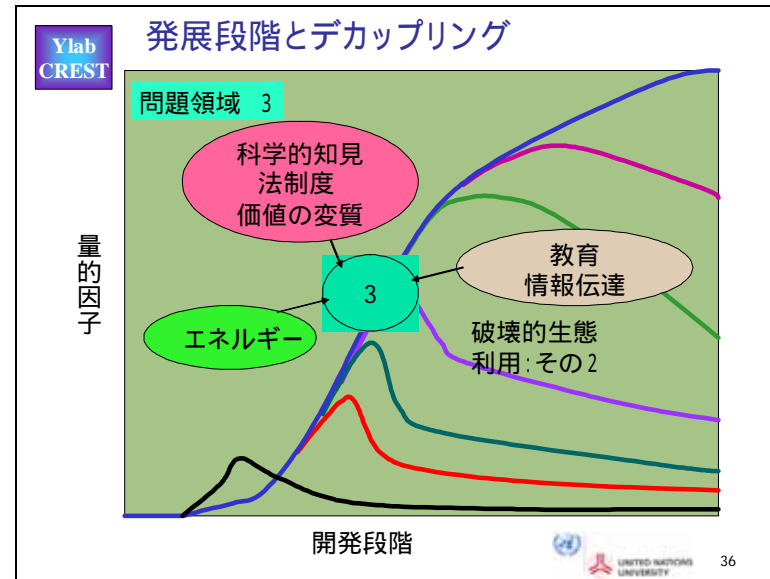 Ylab
CREST
発展段階とデカップリング
問題領域 3
科学的知見
法制度
価値の変質
量的因子
3
教育
情報伝達
エネルギー
破壊的生態
利用:その2
開発段階
UNITED NATIONS
UNIVERSITY
36